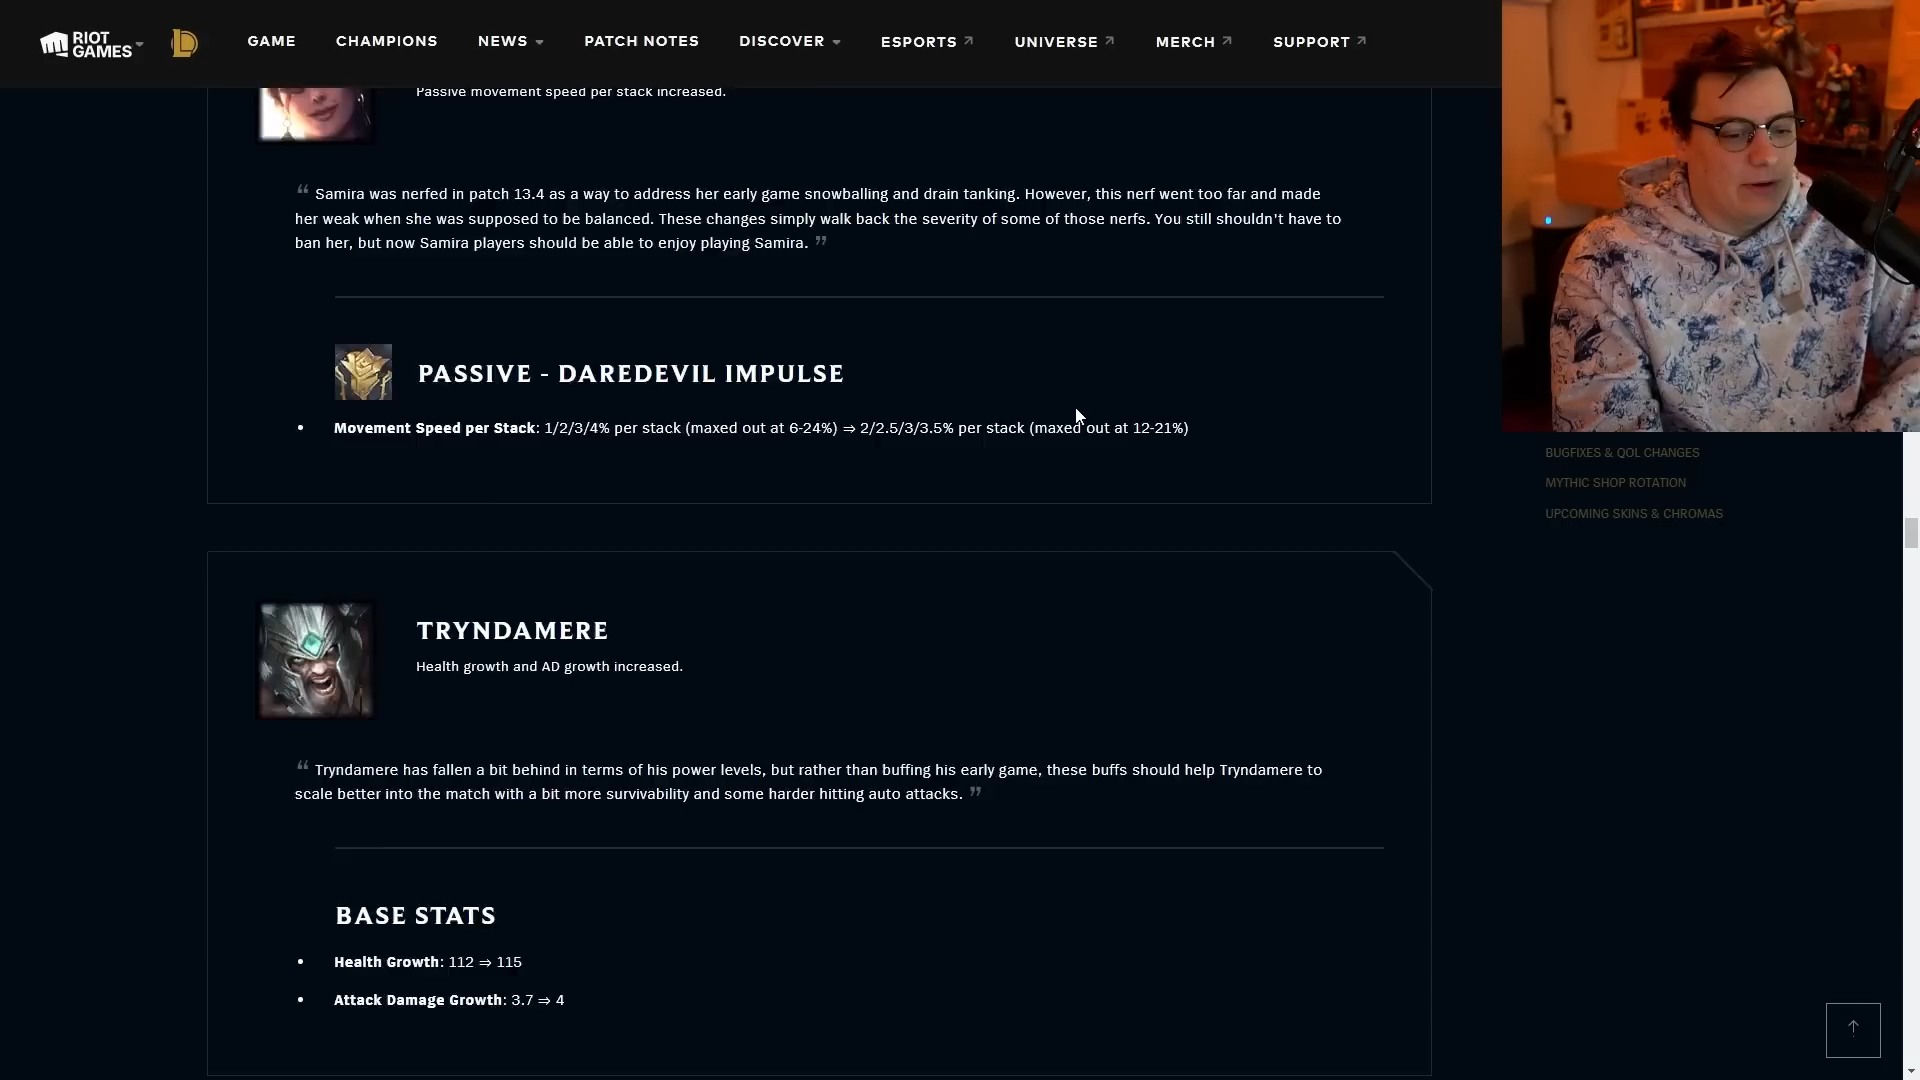 RIOT GAMES
GAME
CHAMPIONS
NEWS
PATCH NOTES
DISCOVER
ESPORTS
UNIVERSE
MERCH
SUPPORT
Passive movement speed per stack increased.
“ Samira was nerfed in patch 13.4 as a way to address her early game snowballing and drain tanking. However, this nerf went too far and made
her weak when she was supposed to be balanced. These changes simply walk back the severity of some of those nerfs. You still shouldn't have to
ban her, but now Samira players should be able to enjoy playing Samira. ”
PASSIVE - DAREDEVIL IMPULSE
• Movement Speed per Stack: 1/2/3/4% per stack (maxed out at 6-24%) ⇒ 2/2.5/3/3.5% per stack (maxed out at 12-21%)
BUGFIXES & QOL CHANGES
MYTHIC SHOP ROTATION
UPCOMING SKINS & CHROMAS
TRYNDAMERE
Health growth and AD growth increased.
“ Tryndamere has fallen a bit behind in terms of his power levels, but rather than buffing his early game, these buffs should help Tryndamere to
scale better into the match with a bit more survivability and some harder hitting auto attacks. ”
BASE STATS
• Health Growth: 112 ⇒ 115
• Attack Damage Growth: 3.7 ⇒ 4